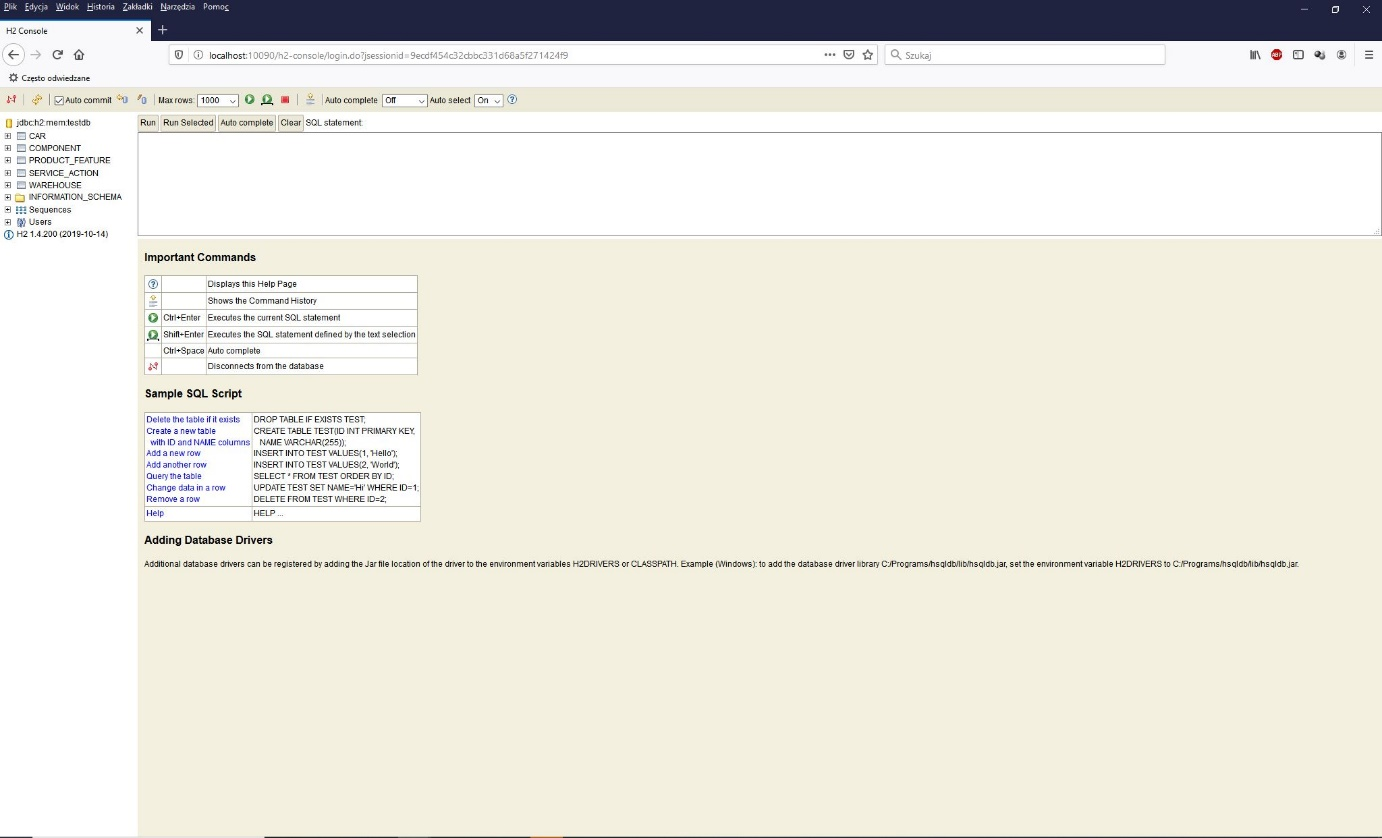 Plik Edycja Widok Historia Zakładki Narzędzia Pomoc
H2 Console
localhost:10090/h2-console/login.do?jsessionid=9ecdf454c32cbbc331d68a5f271424f9
Szukaj
ABP
Często odwiedzane
Auto commit Max rows: 1000 Auto complete Off Auto select On
jdbc:h2:mem:testdb
CAR
COMPONENT
PRODUCT_FEATURE
SERVICE_ACTION
WAREHOUSE
INFORMATION_SCHEMA
Sequences
Users
H2 1.4.200 (2019-10-14)
Run Run Selected Auto complete Clear SQL statement:
Important Commands
Displays this Help Page
Shows the Command History
Ctrl+Enter Executes the current SQL statement
Shift+Enter Executes the SQL statement defined by the text selection
Ctrl+Space Auto complete
Disconnects from the database
Sample SQL Script
Delete the table if it exists DROP TABLE IF EXISTS TEST;
Create a new table CREATE TABLE TEST(ID INT PRIMARY KEY,
with ID and NAME columns NAME VARCHAR(255));
Add a new row INSERT INTO TEST VALUES(1, 'Hello');
Add another row INSERT INTO TEST VALUES(2, 'World');
Query the table SELECT * FROM TEST ORDER BY ID;
Change data in a row UPDATE TEST SET NAME='Hi' WHERE ID=1;
Remove a row DELETE FROM TEST WHERE ID=2;
Help HELP ...
Adding Database Drivers
Additional database drivers can be registered by adding the Jar file location of the driver to the environment variables H2DRIVERS or CLASSPATH. Example (Windows): to add the database driver library C:/Programs/hsqldb/lib/hsqldb.jar, set the environment variable H2DRIVERS to C:/Programs/hsqldb/lib/hsqldb.jar.